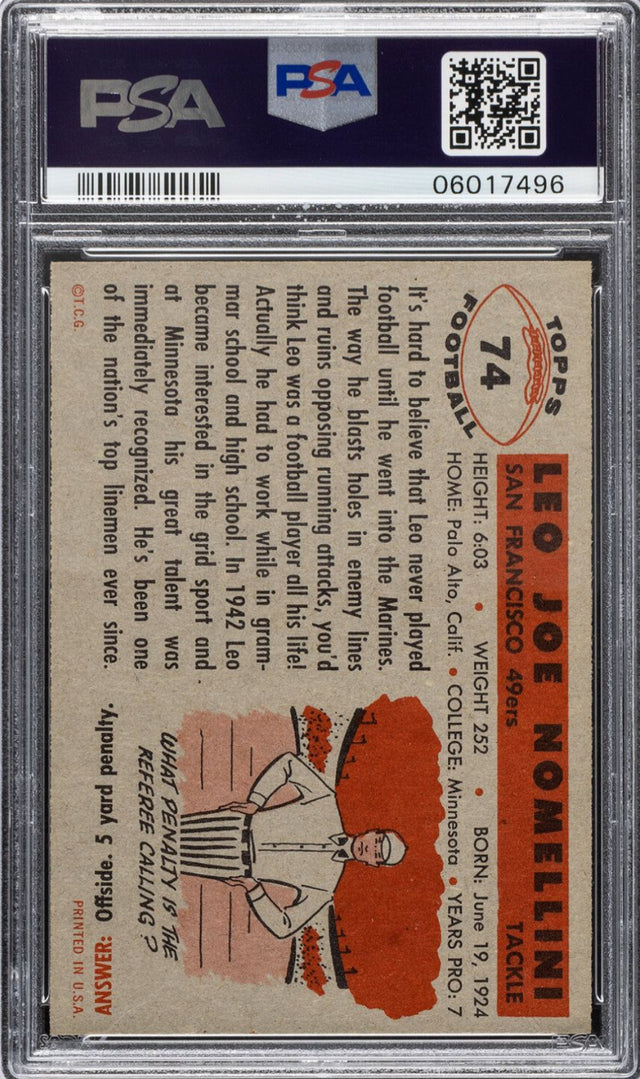 PSA
PSA
06017496
TOPPS
74
FOOTBALL
LEO JOE NOMELLINI
SAN FRANCISCO 49ers TACKLE
HEIGHT: 6:03 • WEIGHT 252 • BORN: June 19, 1924
HOME: Palo Alto, Calif. • COLLEGE: Minnesota • YEARS PRO: 7
It's hard to believe that Leo never played
football until he went into the Marines.
The way he blasts holes in enemy lines
and ruins opposing running attacks, you'd
think Leo was a football player all his life!
Actually he had to work while in gram-
mar school and high school. In 1942 Leo
became interested in the grid sport and
at Minnesota his great talent was
immediately recognized. He's been one
of the nation's top linemen ever since.
©T.C.G.
WHAT PENALTY IS THE
REFEREE CALLING?
ANSWER: Offside. 5 yard penalty.
PRINTED IN U.S.A.